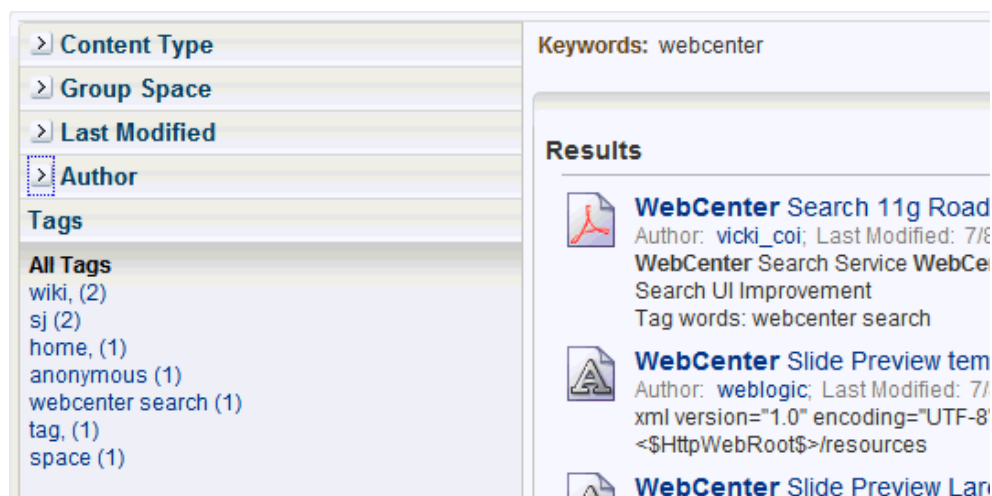 Content Type
Group Space
Last Modified
Author
Tags
All Tags
wiki, (2)
sj (2)
home, (1)
anonymous (1)
webcenter search (1)
tag, (1)
space (1)
Keywords: webcenter
Results
WebCenter Search 11g Road
Author: vicki_coi; Last Modified: 7/8
WebCenter Search Service WebCe
Search UI Improvement
Tag words: webcenter search
WebCenter Slide Preview tem
Author: weblogic; Last Modified: 7/
xml version="1.0" encoding="UTF-8"
<$HttpWebRoot$>/resources
WebCenter Slide Preview Lar